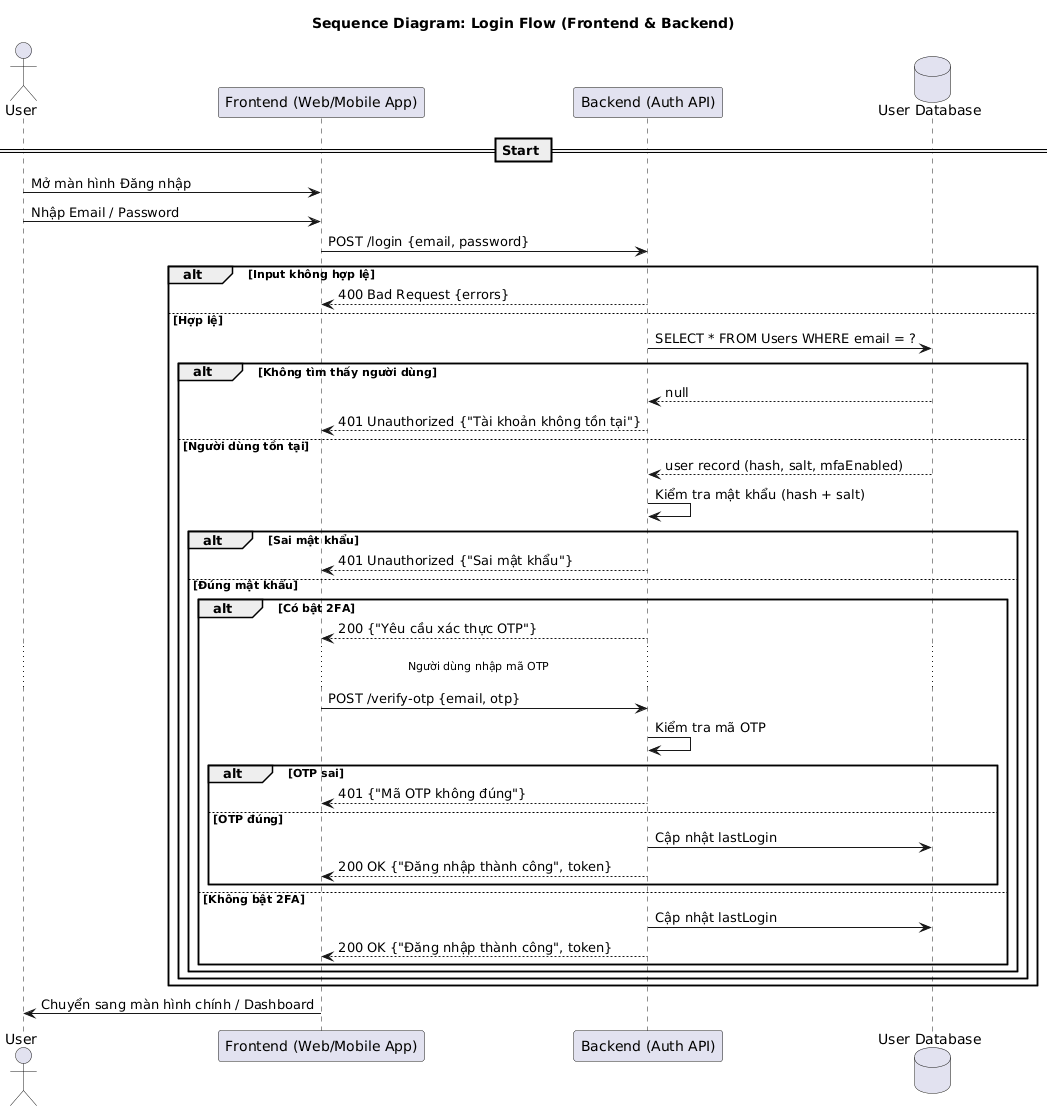 Sequence Diagram: Login Flow (Frontend & Backend)
User
Frontend (Web/Mobile App)
Backend (Auth API)
User Database
Start
Mở màn hình Đăng nhập
Nhập Email / Password
POST /login {email, password}
alt
[Input không hợp lệ]
400 Bad Request {errors}
[Hợp lệ]
SELECT * FROM Users WHERE email = ?
alt
[Không tìm thấy người dùng]
null
401 Unauthorized {"Tài khoản không tồn tại"}
[Người dùng tồn tại]
user record (hash, salt, mfaEnabled)
Kiểm tra mật khẩu (hash + salt)
alt
[Sai mật khẩu]
401 Unauthorized {"Sai mật khẩu"}
[Đúng mật khẩu]
alt
[Có bật 2FA]
200 {"Yêu cầu xác thực OTP"}
Người dùng nhập mã OTP
POST /verify-otp {email, otp}
Kiểm tra mã OTP
alt
[OTP sai]
401 {"Mã OTP không đúng"}
[OTP đúng]
Cập nhật lastLogin
200 OK {"Đăng nhập thành công", token}
[Không bật 2FA]
Cập nhật lastLogin
200 OK {"Đăng nhập thành công", token}
Chuyển sang màn hình chính / Dashboard
User
Frontend (Web/Mobile App)
Backend (Auth API)
User Database